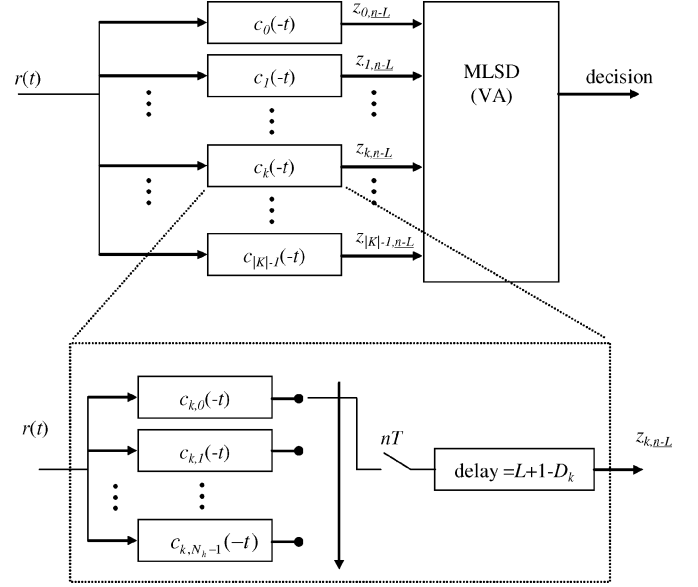 r(t)
c0(-t)
z0,n-L
c1(-t)
z1,n-L
ck(-t)
zk,n-L
c|K|-1(-t)
z|K|-1,n-L
MLSD
(VA)
decision
r(t)
ck,0(-t)
ck,1(-t)
ck,Nk−1(−t)
nT
delay =L+1-Dk
zk,n-L